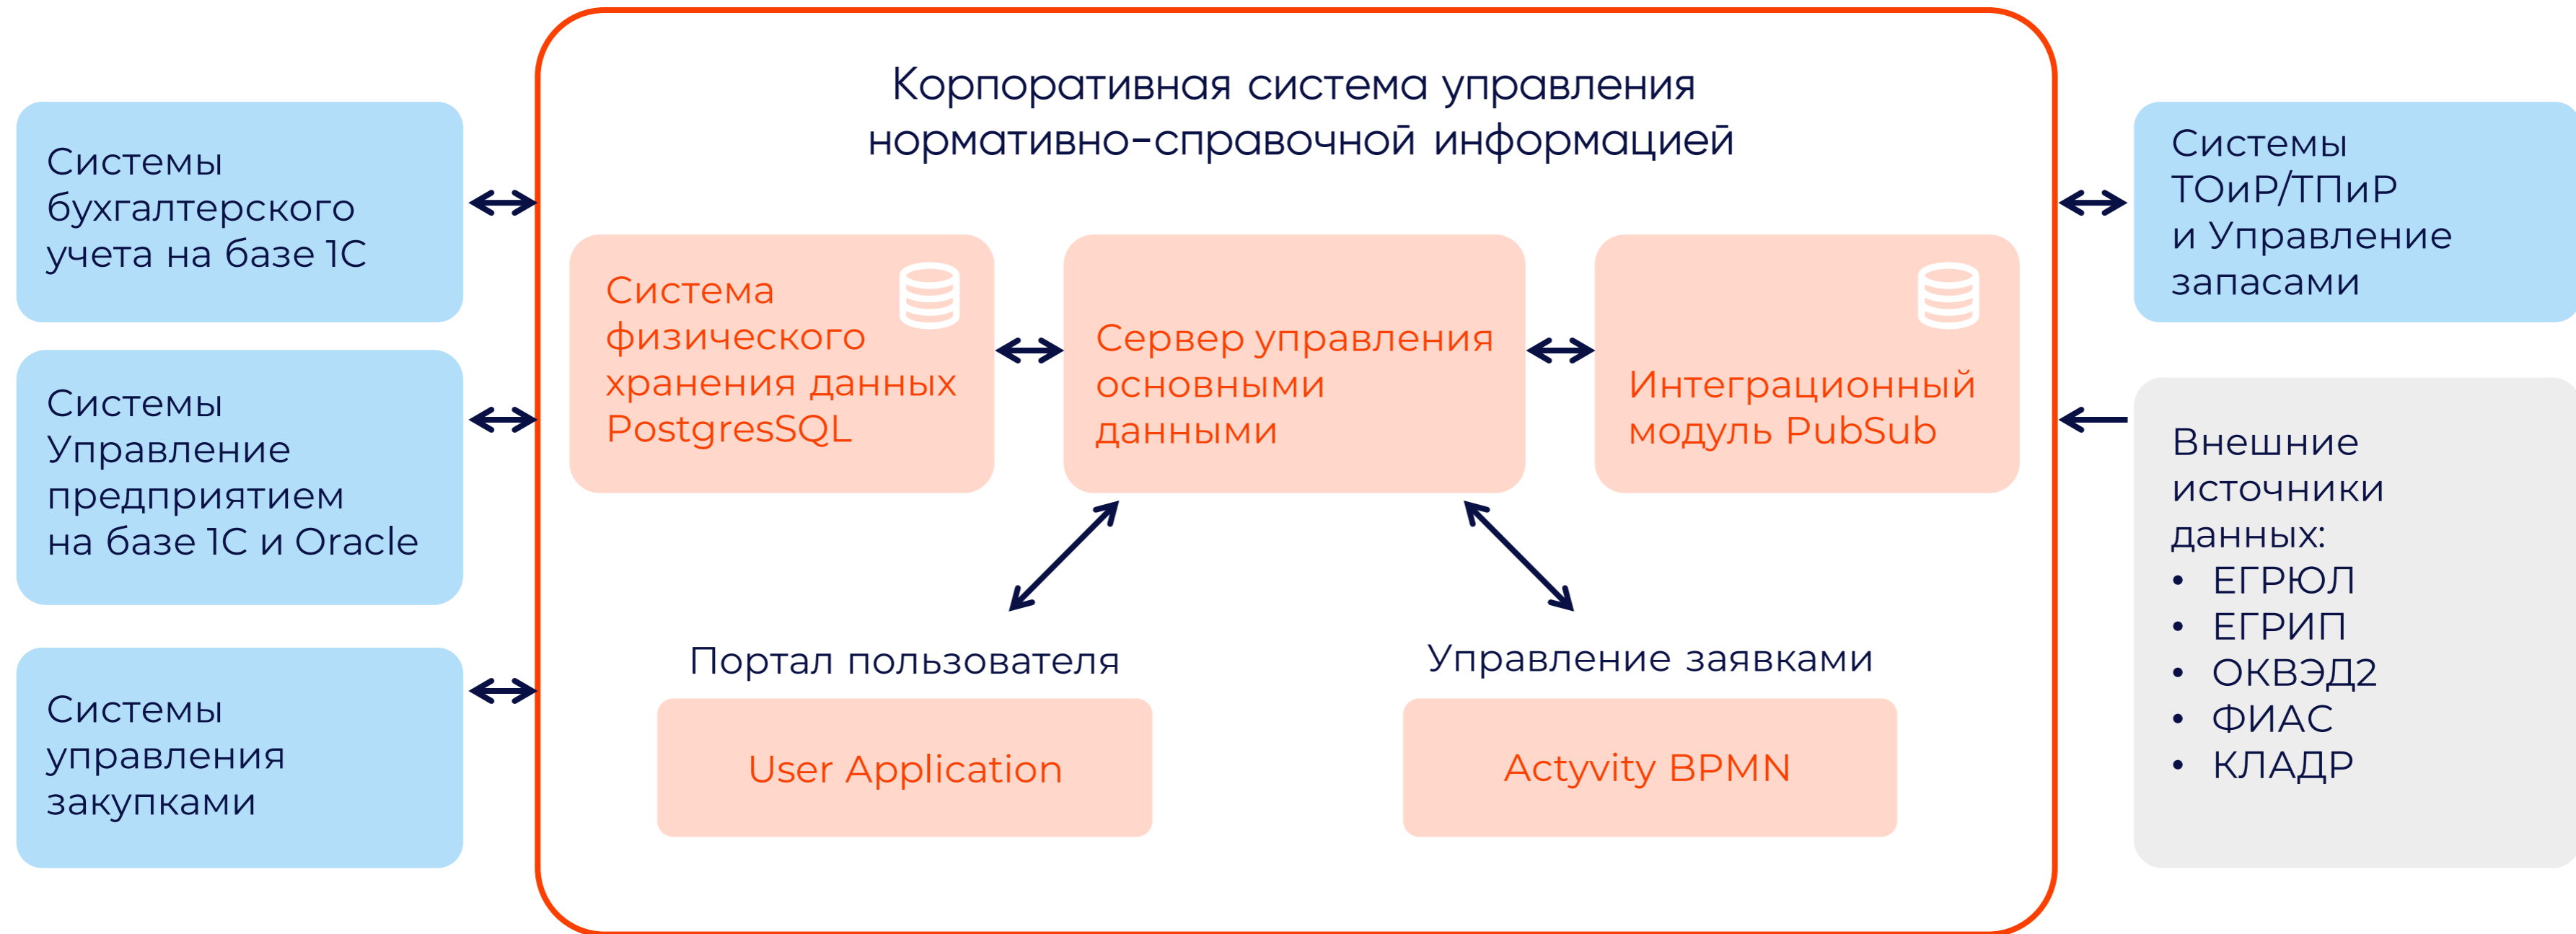 Корпоративная система управления
нормативно-справочной информацией
Системы
бухгалтерского
учета на базе 1С
Системы
Управление
предприятием
на базе 1С и Oracle
Системы
управления
закупками
Система
физического
хранения данных
PostgresSQL
Сервер управления
основными
данными
Интеграционный
модуль PubSub
Портал пользователя
User Application
Управление заявками
Actyvity BPMN
Системы
ТОиР/ТПиР
и Управление
запасами
Внешние
источники
данных:
• ЕГРЮЛ
• ЕГРИП
• ОКВЭД2
• ФИАС
• КЛАДР